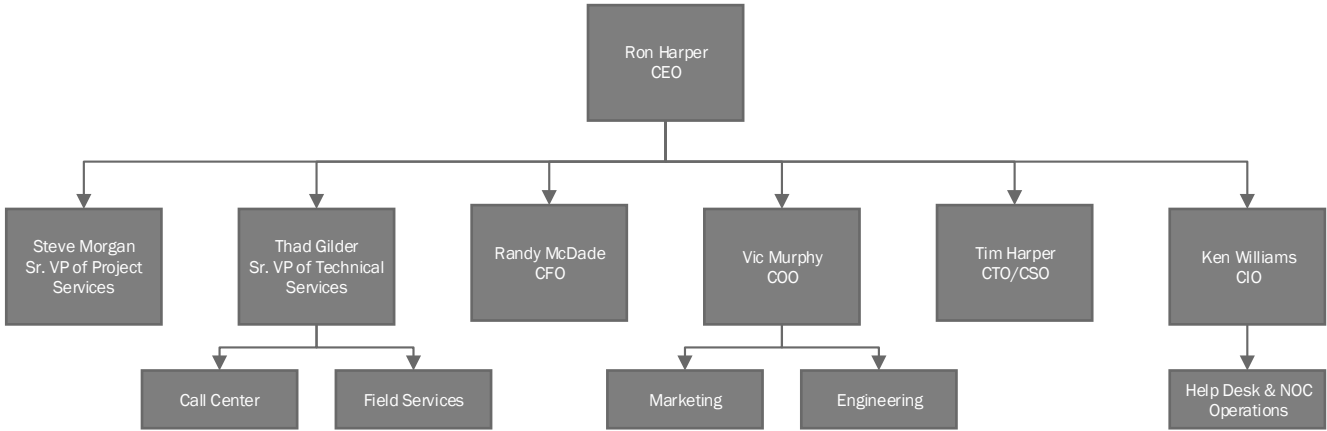 Ron Harper
CEO
Steve Morgan
Sr. VP of Project
Services
Thad Gilder
Sr. VP of Technical
Services
Randy McDade
CFO
Vic Murphy
COO
Tim Harper
CTO/CSO
Ken Williams
CIO
Call Center
Field Services
Marketing
Engineering
Help Desk & NOC
Operations